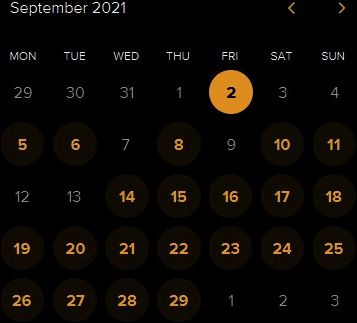 September 2021
MON TUE WED THU FRI SAT SUN
29 30 31 1 2 3 4
5 6 7 8 9 10 11
12 13 14 15 16 17 18
19 20 21 22 23 24 25
26 27 28 29 1 2 3